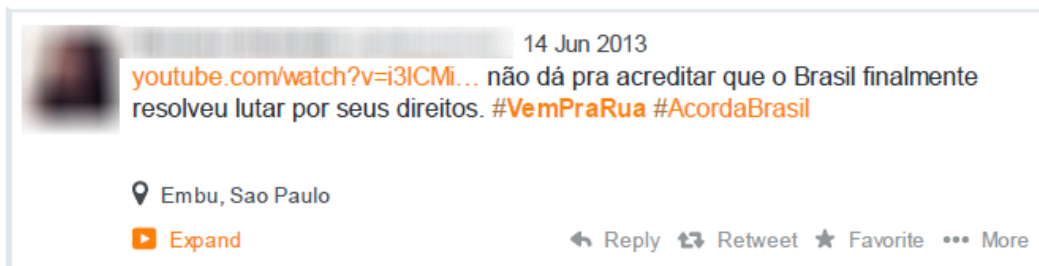 14 Jun 2013
youtube.com/watch?v=i3ICMi... não dá pra acreditar que o Brasil finalmente
resolveu lutar por seus direitos. #VemPraRua #AcordaBrasil
Embu, Sao Paulo
Expand Reply Retweet Favorite More